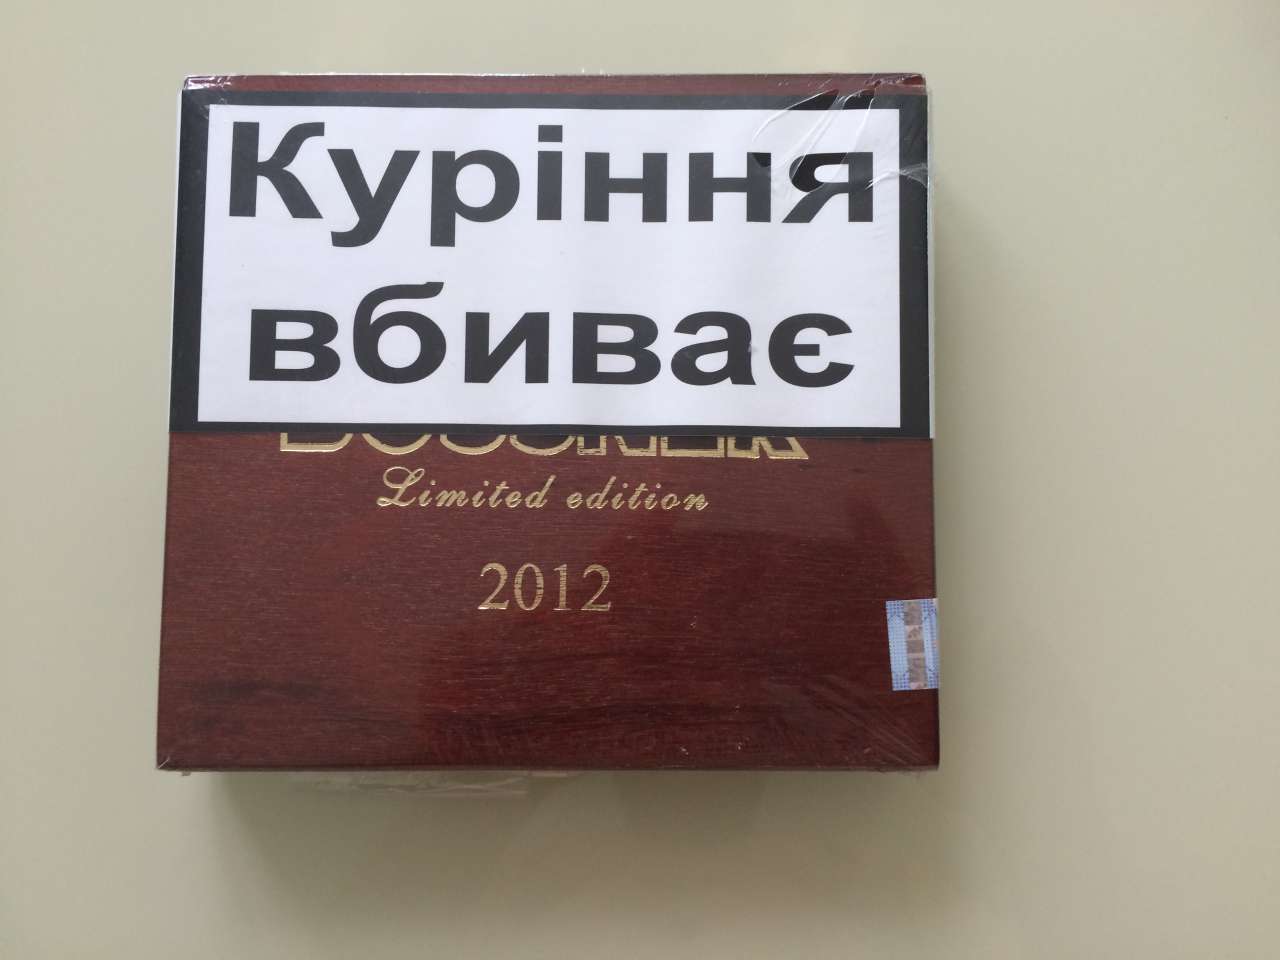 Куріння
вбиває
Limited edition
2012